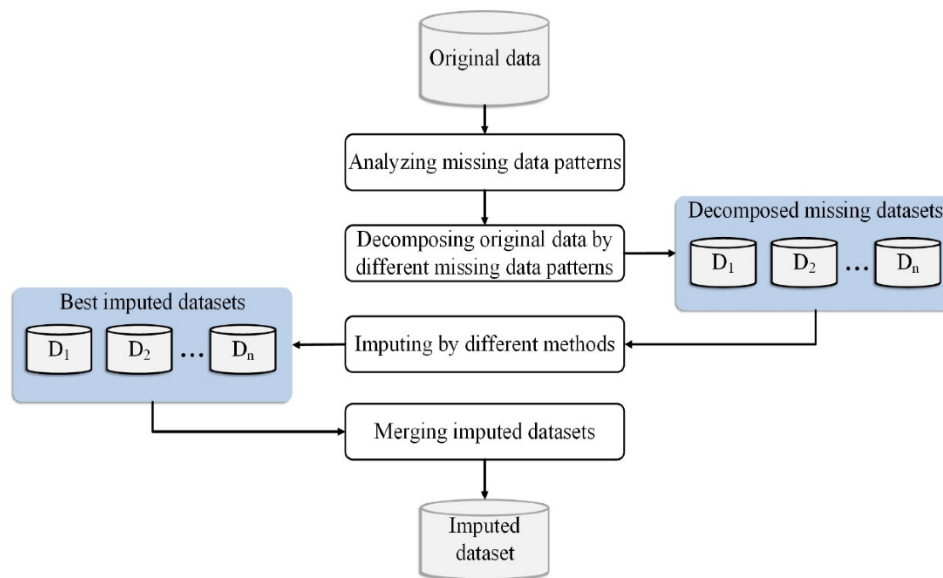 Original data
Analyzing missing data patterns
Decomposing original data by
different missing data patterns
Decomposed missing datasets
D₁ D₂ ... Dₙ
Best imputed datasets
D₁ D₂ ... Dₙ
Imputing by different methods
Merging imputed datasets
Imputed
dataset